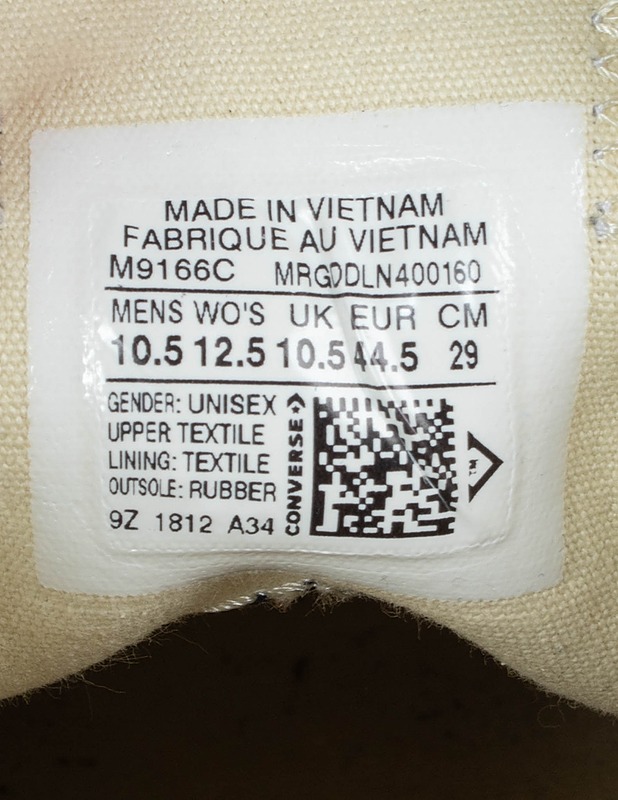 MADE IN VIETNAM
FABRIQUE AU VIETNAM
M9166C MRGDDLN400160
MENS WO'S UK EUR CM
10.5 12.5 10.5 44.5 29
GENDER: UNISEX
UPPER TEXTILE
LINING: TEXTILE
OUTSOLE: RUBBER
9Z 1812 A34
CONVERSE
TM